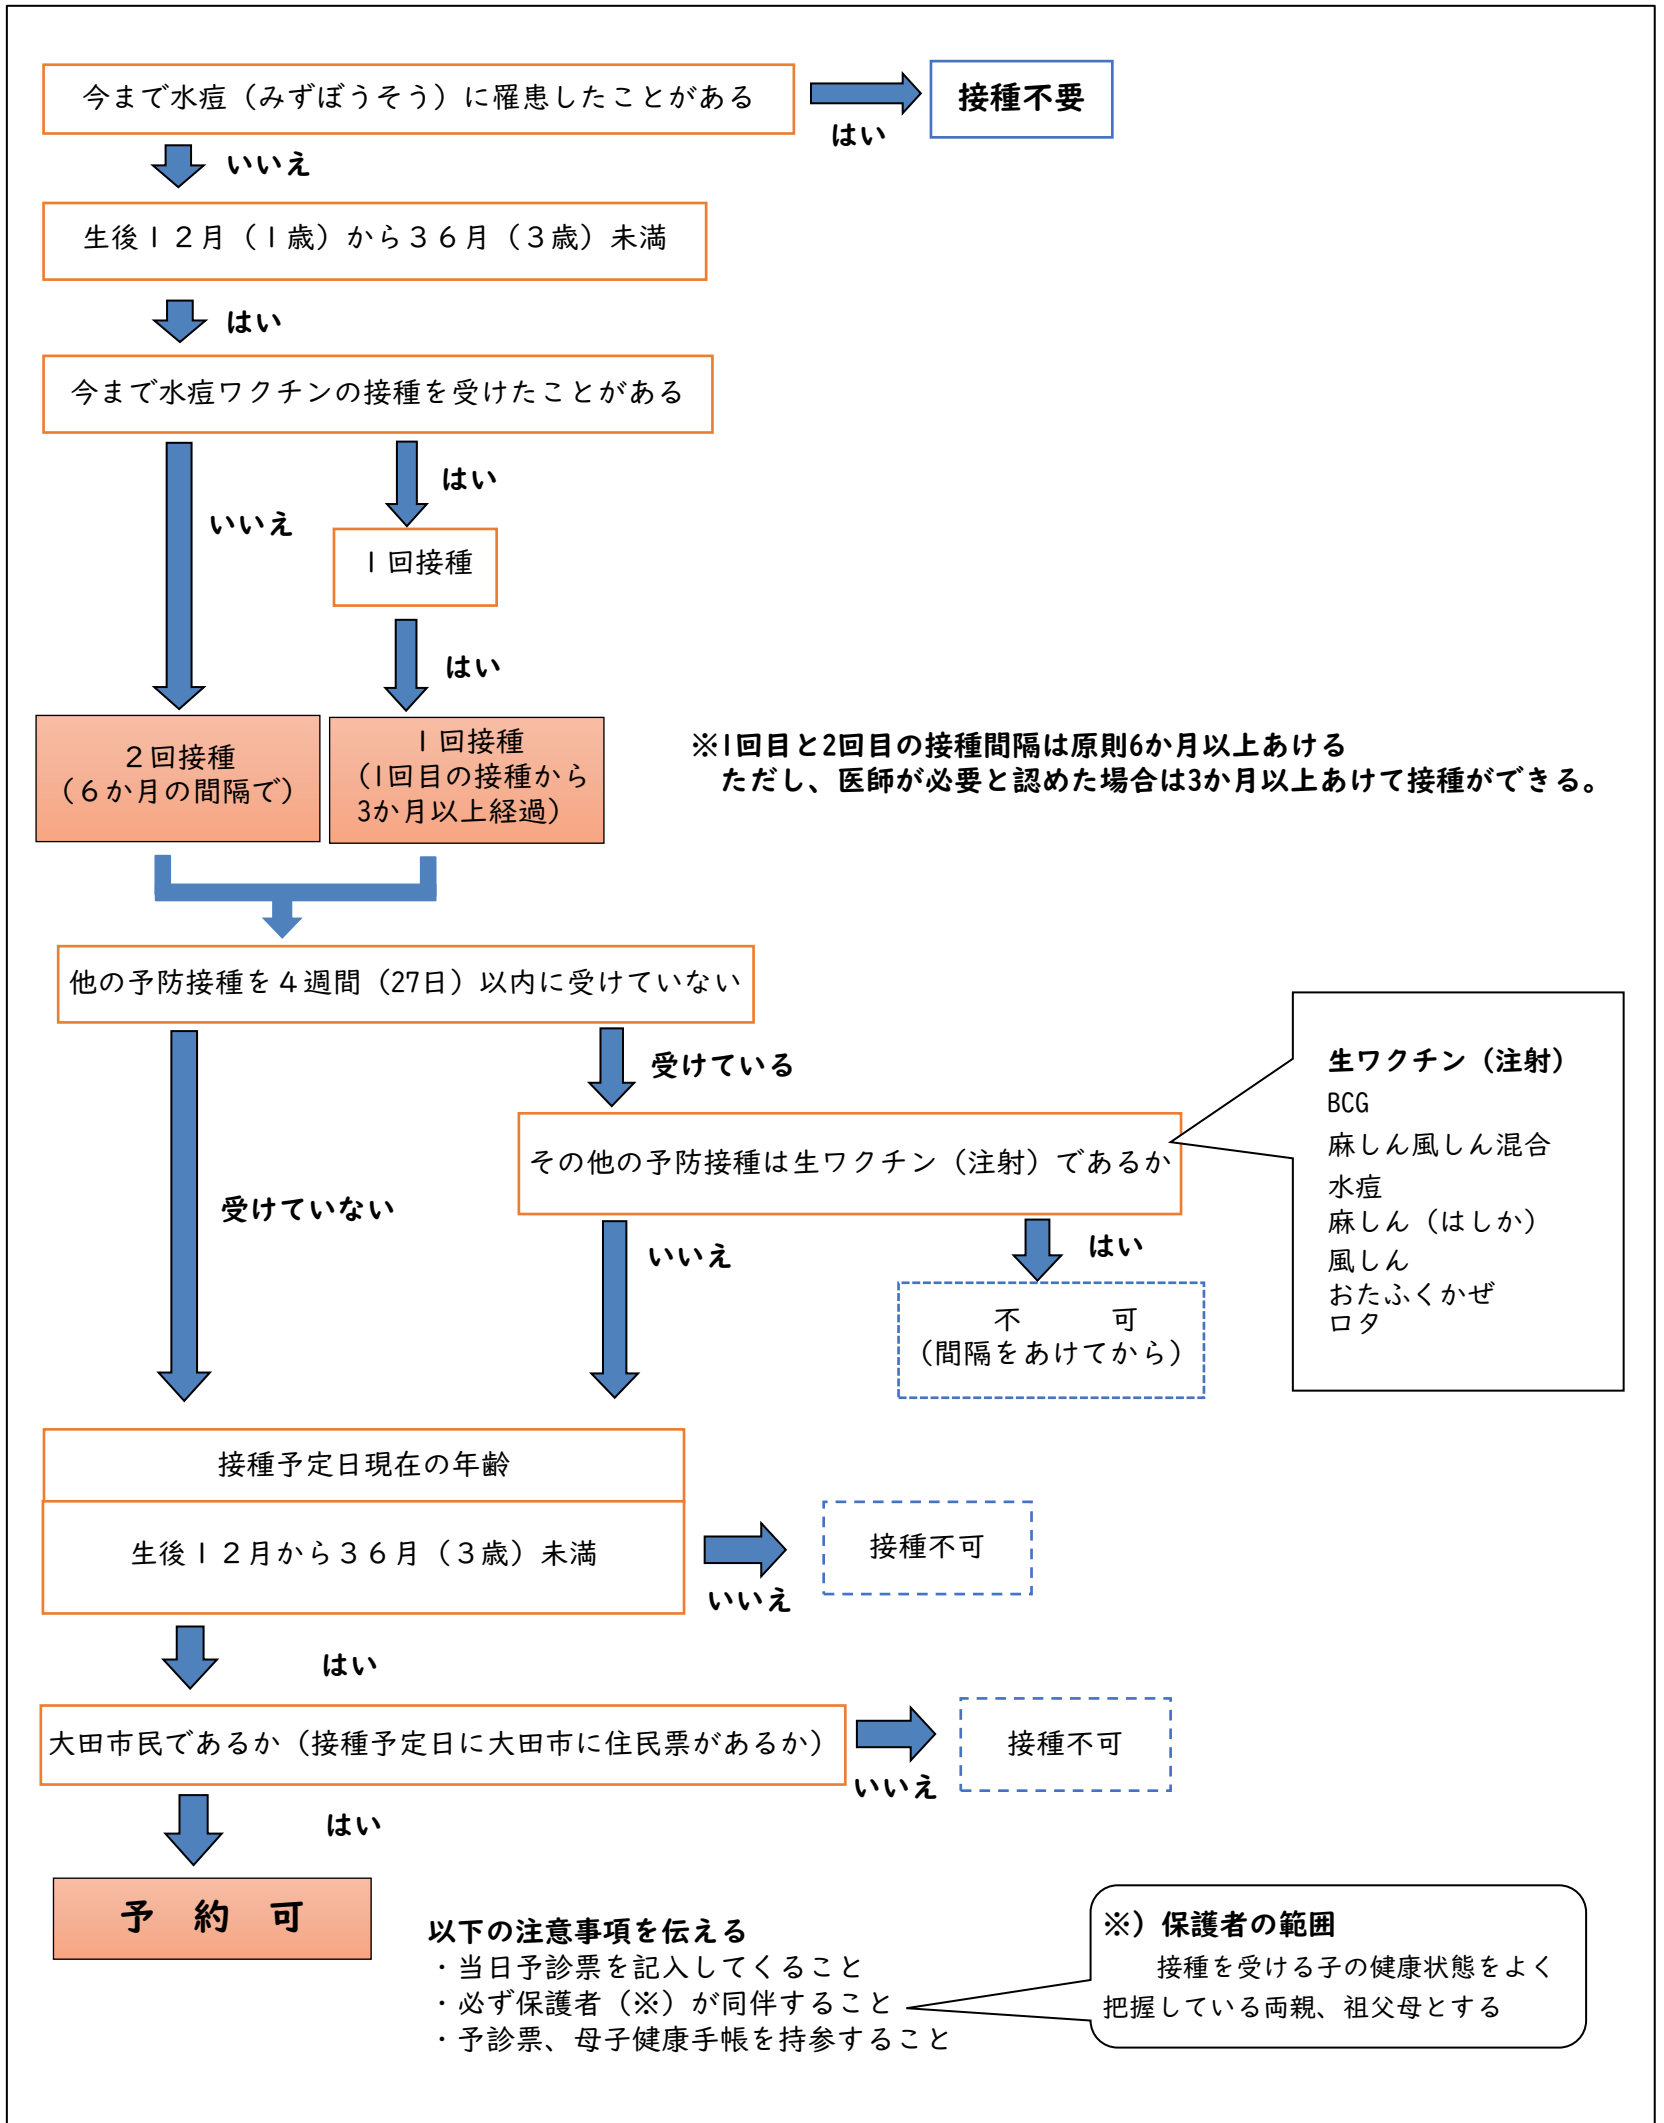 今まで水痘（みずぼうそう）に罹患したことがある
はい
接種不要
いいえ
生後１２月（１歳）から３６月（３歳）未満
はい
今まで水痘ワクチンの接種を受けたことがある
はい
いいえ
１回接種
はい
２回接種
（６か月の間隔で）
１回接種
（1回目の接種から
3か月以上経過）
※1回目と2回目の接種間隔は原則6か月以上あける
ただし、医師が必要と認めた場合は3か月以上あけて接種ができる。
他の予防接種を４週間（27日）以内に受けていない
受けている
受けていない
その他の予防接種は生ワクチン（注射）であるか
生ワクチン（注射）
BCG
麻しん風しん混合
水痘
麻しん（はしか）
風しん
おたふくかぜ
ロタ
いいえ
はい
不　　可
（間隔をあけてから）
接種予定日現在の年齢
生後１２月から３６月（３歳）未満
いいえ
接種不可
はい
大田市民であるか（接種予定日に大田市に住民票があるか）
いいえ
接種不可
はい
予　約　可
以下の注意事項を伝える
・当日予診票を記入してくること
・必ず保護者（※）が同伴すること
・予診票、母子健康手帳を持参すること
※）保護者の範囲
接種を受ける子の健康状態をよく
把握している両親、祖父母とする